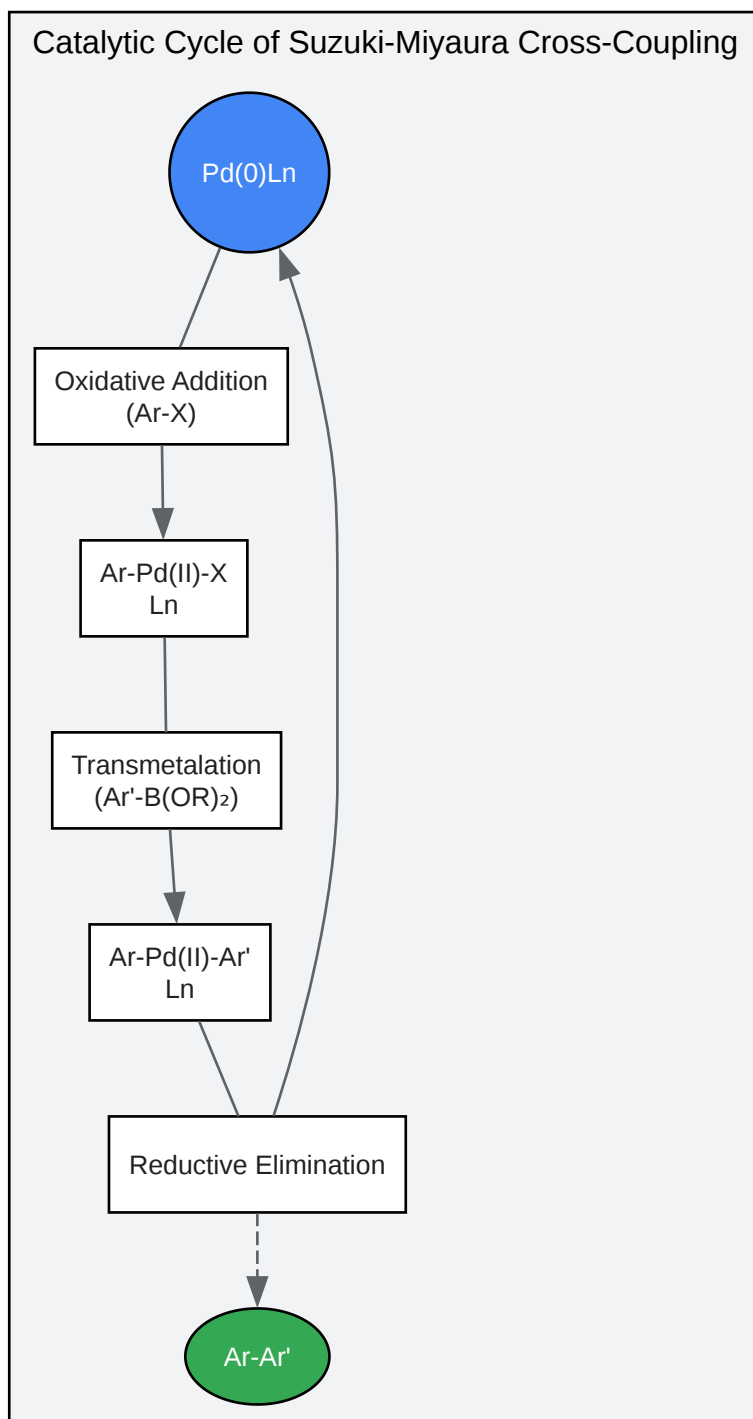 Catalytic Cycle of Suzuki-Miyaura Cross-Coupling
Pd(0)Ln
Oxidative Addition
(Ar-X)
Ar-Pd(II)-X
Ln
Transmetalation
(Ar'-B(OR)₂)
Ar-Pd(II)-Ar'
Ln
Reductive Elimination
Ar-Ar'